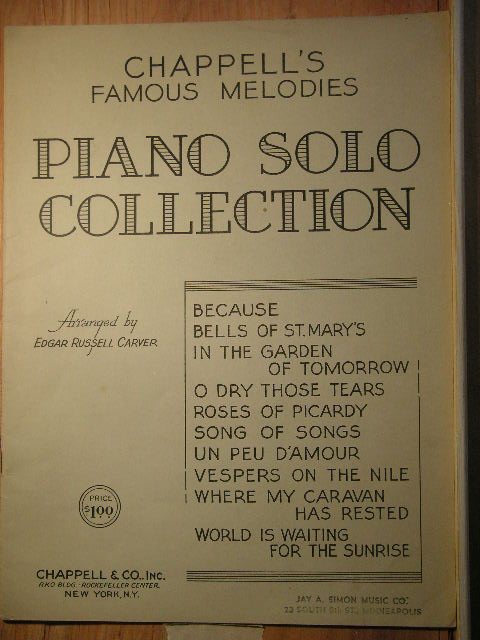 CHAPPELL'S
FAMOUS MELODIES
PIANO SOLO
COLLECTION
Arranged by
EDGAR RUSSELL CARVER
BECAUSE
BELLS OF ST. MARY'S
IN THE GARDEN
OF TOMORROW
O DRY THOSE TEARS
ROSES OF PICARDY
SONG OF SONGS
UN PEU D'AMOUR
VESPERS ON THE NILE
WHERE MY CARAVAN
HAS RESTED
WORLD IS WAITING
FOR THE SUNRISE
PRICE
$1.00
CHAPPELL & CO., INC.
RKO BLDG. - ROCKEFELLER CENTER
NEW YORK, N.Y.
JAY A. SIMON MUSIC CO.
SOUTH 9th ST. MINNEAPOLIS